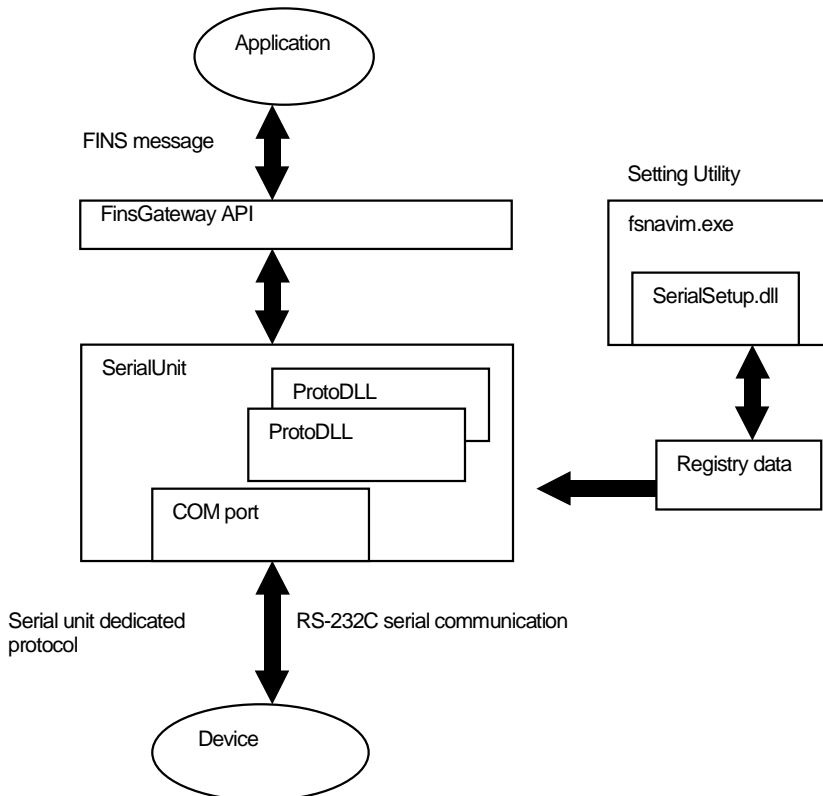 Application
FINS message
Setting Utility
FinsGateway API
fsnavim.exe
SerialSetup.dll
SerialUnit
ProtoDLL
ProtoDLL
Registry data
COM port
Serial unit dedicated
protocol
RS-232C serial communication
Device